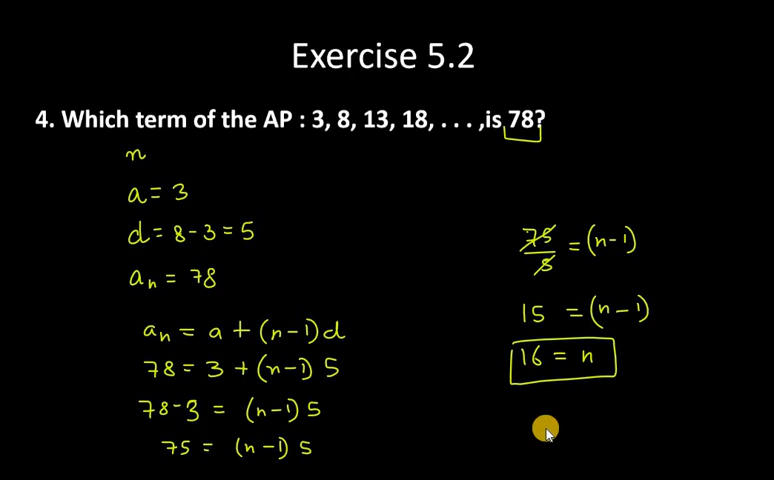 Exercise 5.2
4. Which term of the AP : 3, 8, 13, 18, . . . ,is 78?
n
a = 3
d = 8 - 3 = 5
aₙ = 78
aₙ = a + (n-1)d
78 = 3 + (n-1) 5
78-3 = (n-1) 5
75 = (n-1) 5
75/5 = (n-1)
15 = (n-1)
16 = n